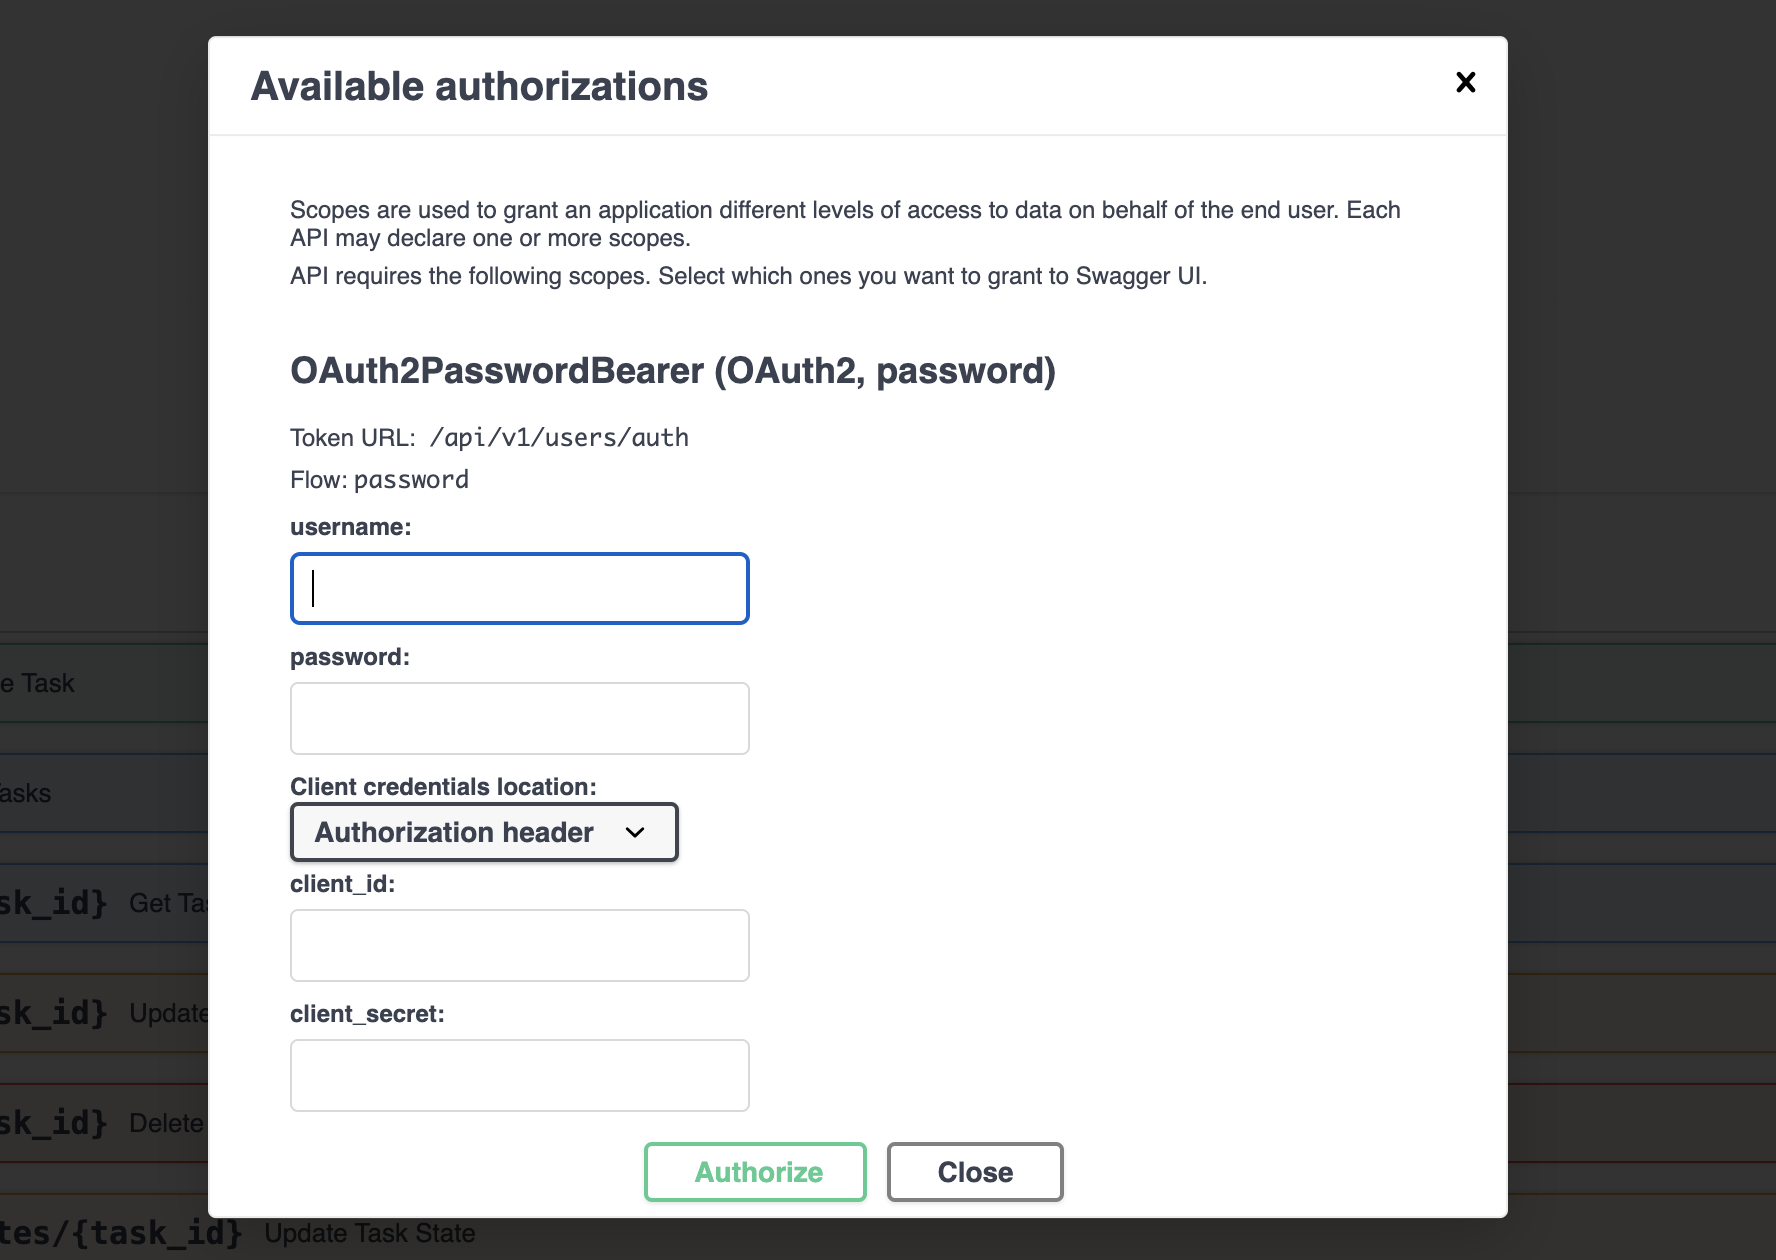 Available authorizations
Scopes are used to grant an application different levels of access to data on behalf of the end user. Each
API may declare one or more scopes.
API requires the following scopes. Select which ones you want to grant to Swagger UI.
OAuth2PasswordBearer (OAuth2, password)
Token URL: /api/v1/users/auth
Flow: password
username:
password:
Client credentials location:
Authorization header
client_id:
client_secret:
Authorize
Close
e Task
asks
sk_id} Get Ta
sk_id} Update
sk_id} Delete
tes/{task_id} Update Task State